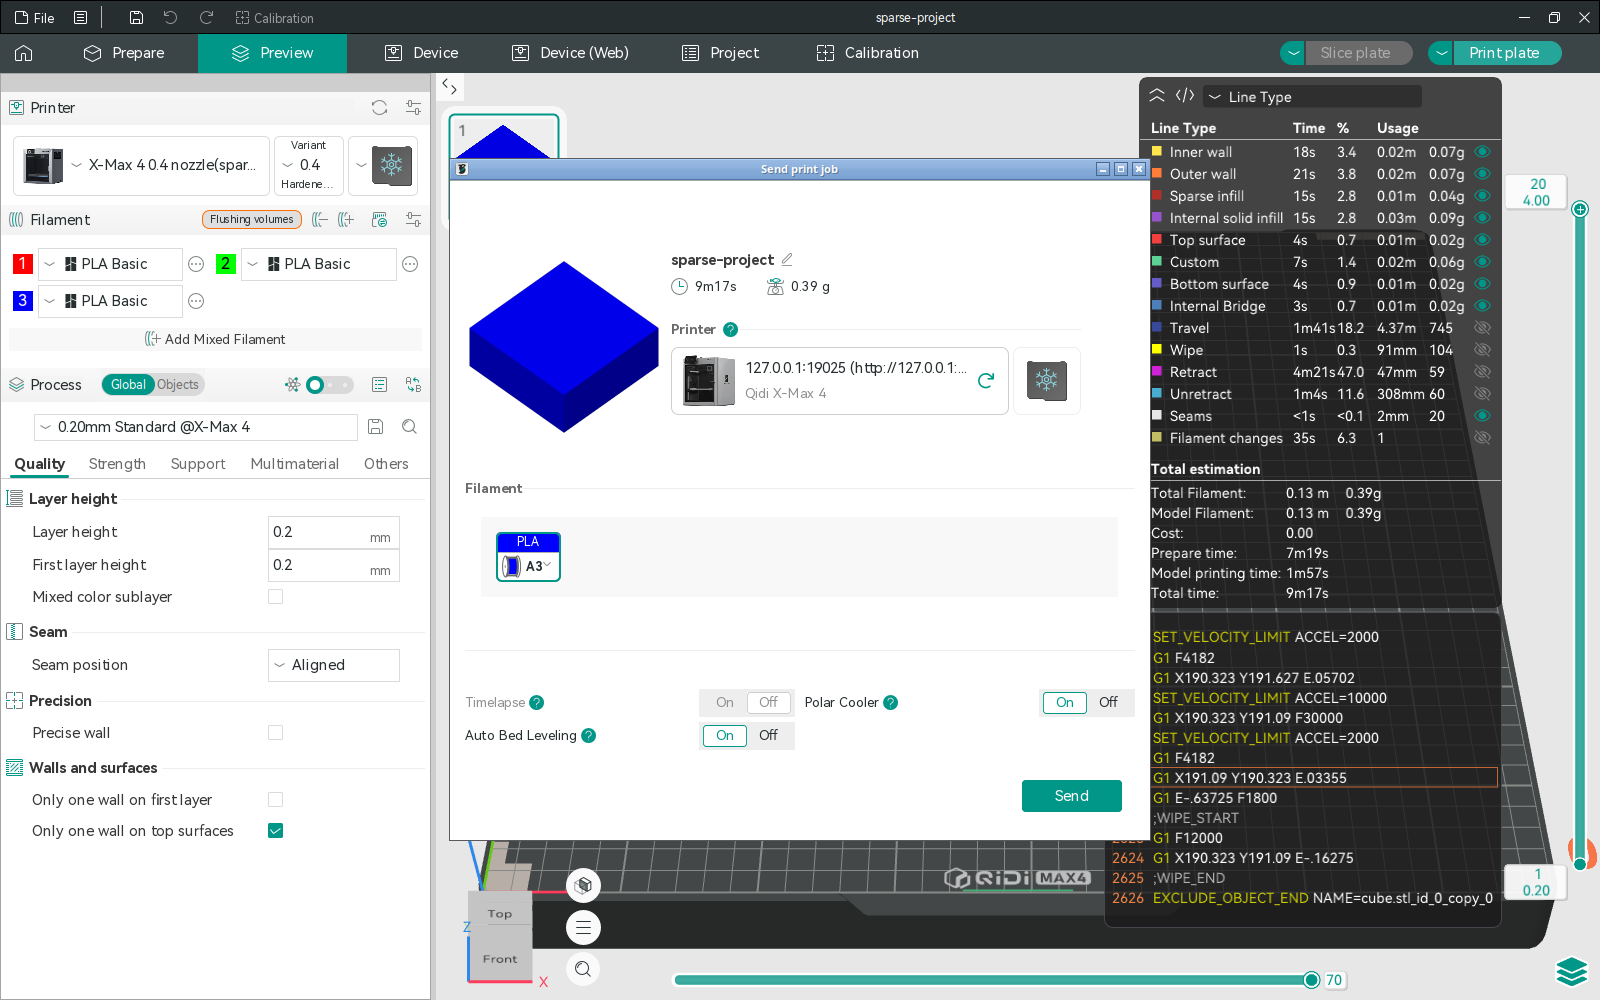 File
Calibration
sparse-project
Prepare
Preview
Device
Device (Web)
Project
Calibration
Slice plate
Print plate
Printer
X-Max 4 0.4 nozzle(spar...
Variant
0.4
Hardene...
Filament
Flushing volumes
1 PLA Basic
2 PLA Basic
3 PLA Basic
Add Mixed Filament
Process
Global
Objects
0.20mm Standard @X-Max 4
Quality
Strength
Support
Multimaterial
Others
Layer height
Layer height 0.2 mm
First layer height 0.2 mm
Mixed color sublayer
Seam
Seam position Aligned
Precision
Precise wall
Walls and surfaces
Only one wall on first layer
Only one wall on top surfaces
1
Send print job
sparse-project
9m17s 0.39 g
Printer ?
127.0.0.1:19025 (http://127.0.0.1:...
Qidi X-Max 4
Filament
PLA
A3
Timelapse ? On Off
Polar Cooler ? On Off
Auto Bed Leveling ? On Off
Send
Line Type
Line Type Time % Usage
Inner wall 18s 3.4 0.02m 0.07g
Outer wall 21s 3.8 0.02m 0.07g
Sparse infill 15s 2.8 0.01m 0.04g
Internal solid infill 15s 2.8 0.03m 0.09g
Top surface 4s 0.7 0.01m 0.02g
Custom 7s 1.4 0.02m 0.06g
Bottom surface 4s 0.9 0.01m 0.02g
Internal Bridge 3s 0.7 0.01m 0.02g
Travel 1m41s 18.2 4.37m 745
Wipe 1s 0.3 91mm 104
Retract 4m21s 47.0 47mm 59
Unretract 1m4s 11.6 308mm 60
Seams <1s <0.1 2mm 20
Filament changes 35s 6.3 1
Total estimation
Total Filament: 0.13 m 0.39g
Model Filament: 0.13 m 0.39g
Cost: 0.00
Prepare time: 7m19s
Model printing time: 1m57s
Total time: 9m17s
SET_VELOCITY_LIMIT ACCEL=2000
G1 F4182
G1 X190.323 Y191.627 E.05702
SET_VELOCITY_LIMIT ACCEL=10000
G1 X190.323 Y191.09 F30000
SET_VELOCITY_LIMIT ACCEL=2000
G1 F4182
G1 X191.09 Y190.323 E.03355
G1 E-.63725 F1800
;WIPE_START
G1 F12000
2624 G1 X190.323 Y191.09 E-.16275
2625 ;WIPE_END
2626 EXCLUDE_OBJECT_END NAME=cube.stl_id_0_copy_0
20
4.00
1
0.20
QIDI MAX4
Top
Front
Z
X
70